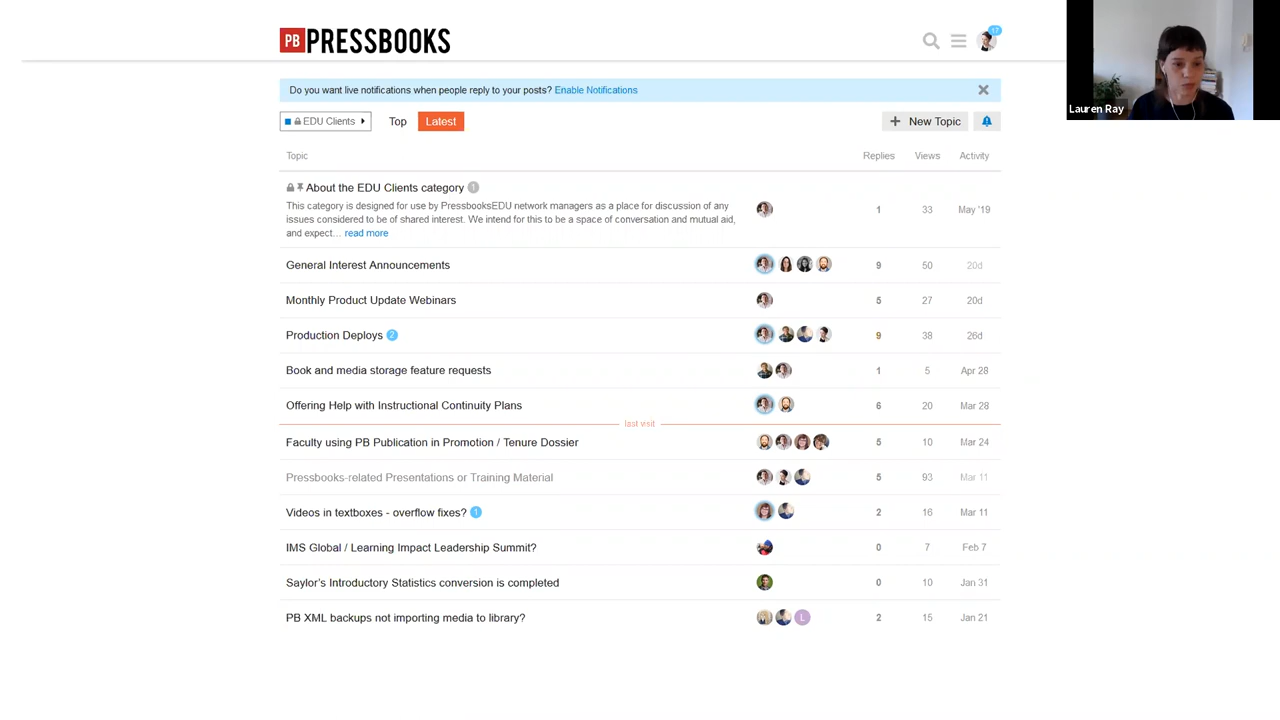 PB PRESSBOOKS
17
Do you want live notifications when people reply to your posts? Enable Notifications
EDU Clients Top Latest New Topic
Topic Replies Views Activity
About the EDU Clients category 1
This category is designed for use by PressbooksEDU network managers as a place for discussion of any
issues considered to be of shared interest. We intend for this to be a space of conversation and mutual aid,
and expect… read more
1 33 May '19
General Interest Announcements 9 50 20d
Monthly Product Update Webinars 5 27 20d
Production Deploys 2 9 38 26d
Book and media storage feature requests 1 5 Apr 28
Offering Help with Instructional Continuity Plans 6 20 Mar 28
last visit
Faculty using PB Publication in Promotion / Tenure Dossier 5 10 Mar 24
Pressbooks-related Presentations or Training Material 5 93 Mar 11
Videos in textboxes - overflow fixes? 1 2 16 Mar 11
IMS Global / Learning Impact Leadership Summit? 0 7 Feb 7
Saylor's Introductory Statistics conversion is completed 0 10 Jan 31
PB XML backups not importing media to library? L 2 15 Jan 21
Lauren Ray